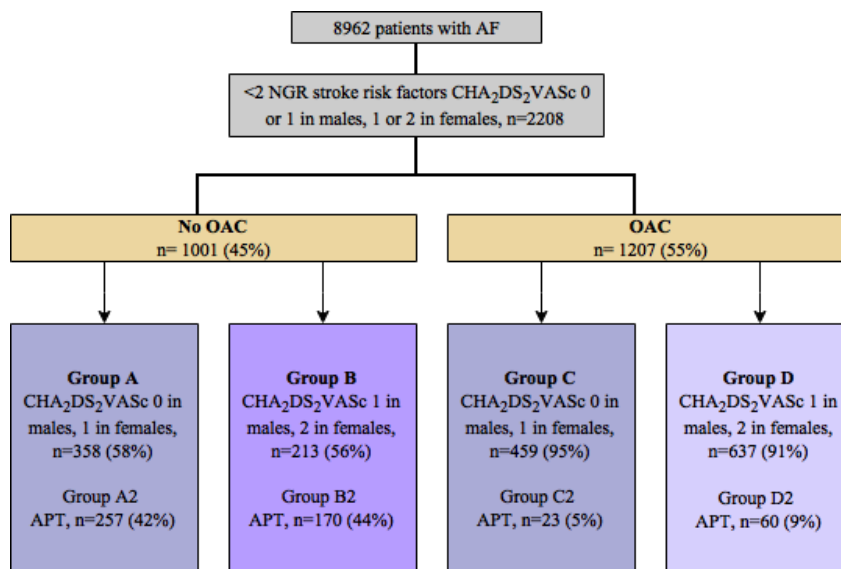 8962 patients with AF
<2 NGR stroke risk factors CHA₂DS₂VASc 0
or 1 in males, 1 or 2 in females, n=2208
No OAC
n= 1001 (45%)
OAC
n= 1207 (55%)
Group A
CHA₂DS₂VASc 0 in
males, 1 in females,
n=358 (58%)
Group A2
APT, n=257 (42%)
Group B
CHA₂DS₂VASc 1 in
males, 2 in females,
n=213 (56%)
Group B2
APT, n=170 (44%)
Group C
CHA₂DS₂VASc 0 in
males, 1 in females,
n=459 (95%)
Group C2
APT, n=23 (5%)
Group D
CHA₂DS₂VASc 1 in
males, 2 in females,
n=637 (91%)
Group D2
APT, n=60 (9%)